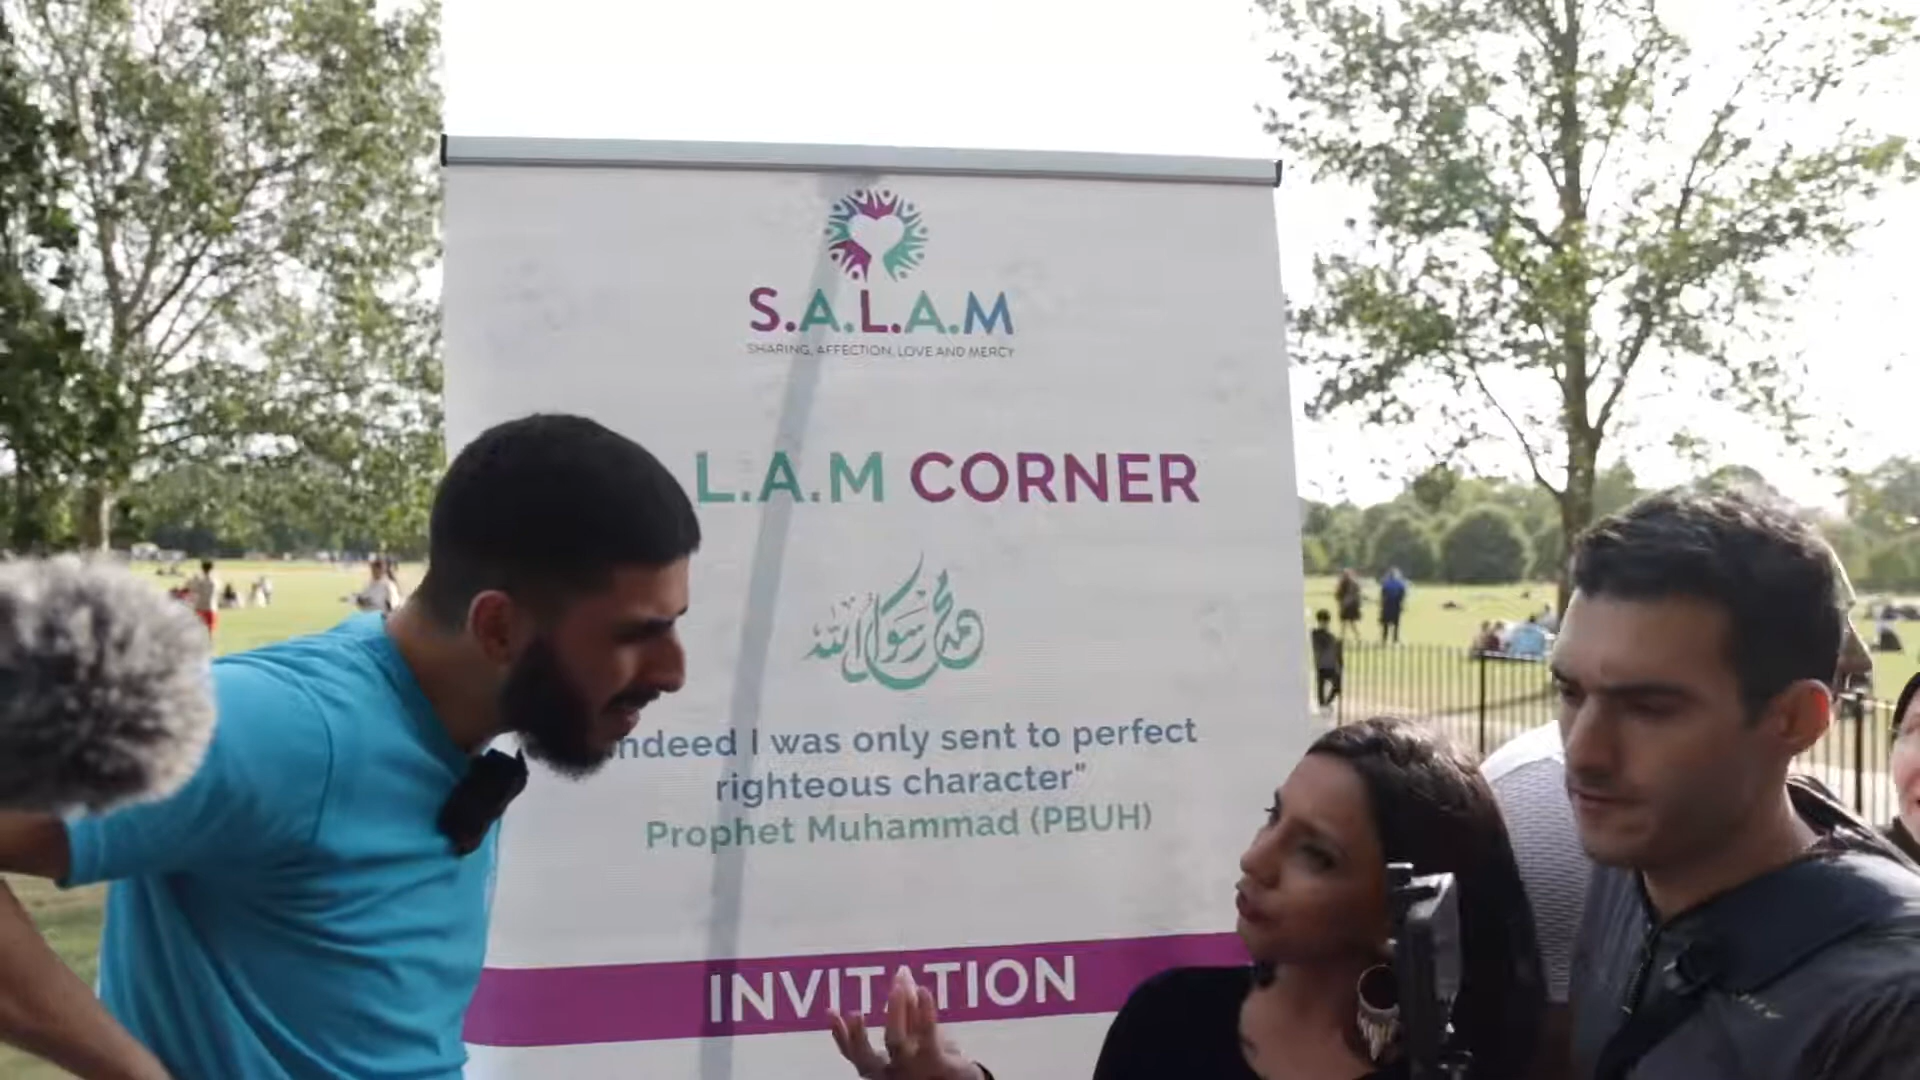 S.A.L.A.M
SHARING, AFFECTION, LOVE AND MERCY
L.A.M CORNER
محمد رسول الله
ndeed I was only sent to perfect
righteous character"
Prophet Muhammad (PBUH)
INVITATION